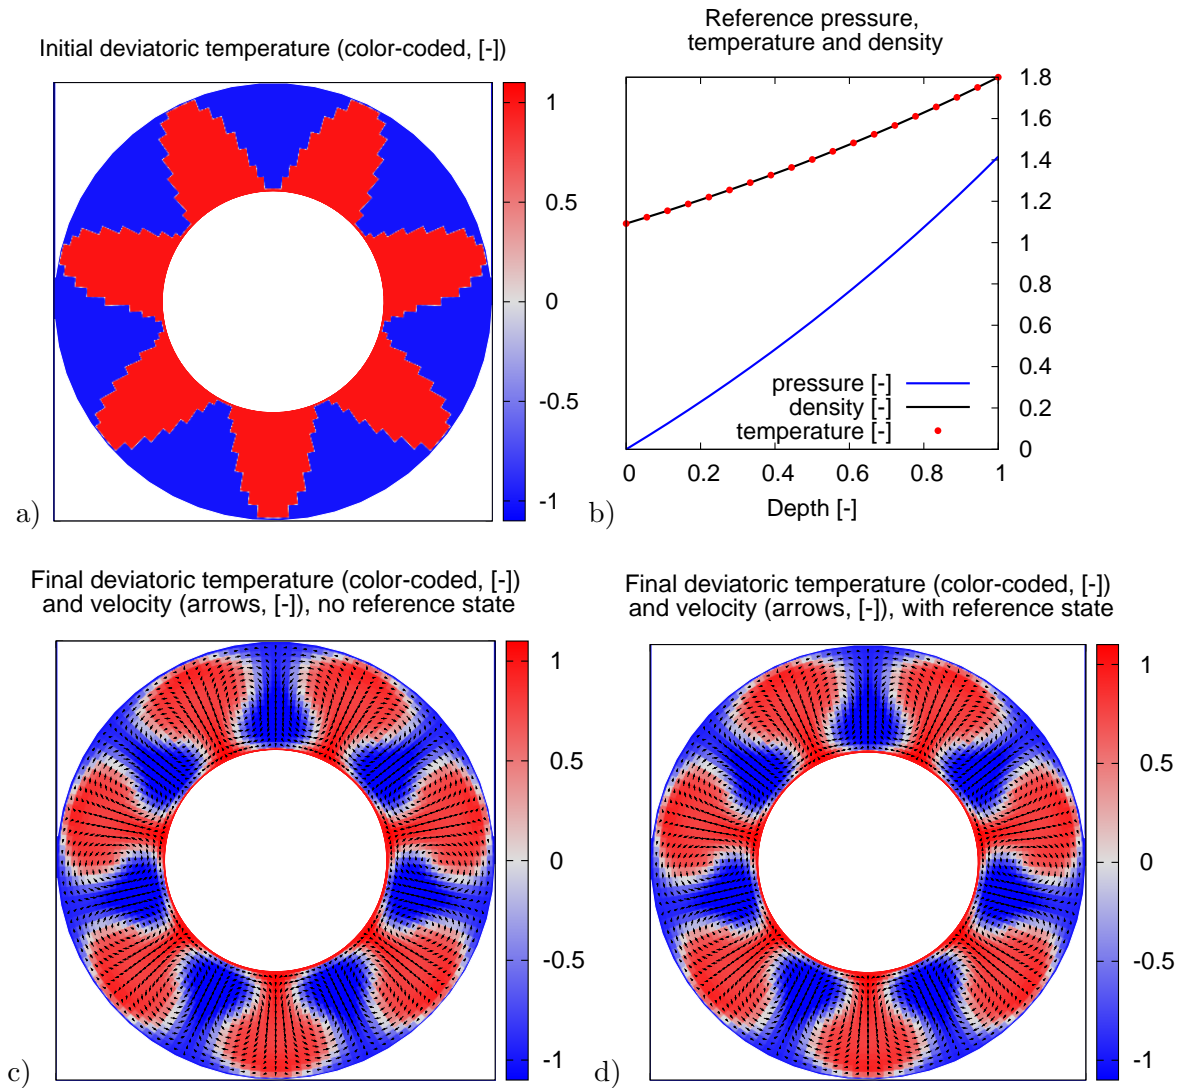 Initial deviatoric temperature (color-coded, [-])
1
0.5
0
-0.5
-1
a)
Reference pressure,
temperature and density
1.8
1.6
1.4
1.2
1
0.8
0.6
0.4
0.2
0
pressure [-]
density [-]
temperature [-]
0 0.2 0.4 0.6 0.8 1
Depth [-]
b)
Final deviatoric temperature (color-coded, [-])
and velocity (arrows, [-]), no reference state
1
0.5
0
-0.5
-1
c)
Final deviatoric temperature (color-coded, [-])
and velocity (arrows, [-]), with reference state
1
0.5
0
-0.5
-1
d)